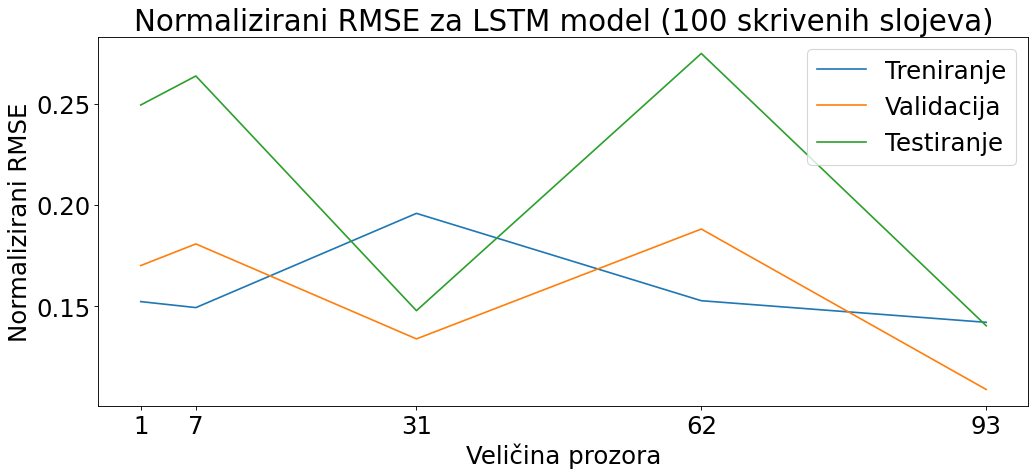 Normalizirani RMSE za LSTM model (100 skrivenih slojeva)
Treniranje
Validacija
Testiranje
Normalizirani RMSE
0.25
0.20
0.15
1 7 31 62 93
Veličina prozora